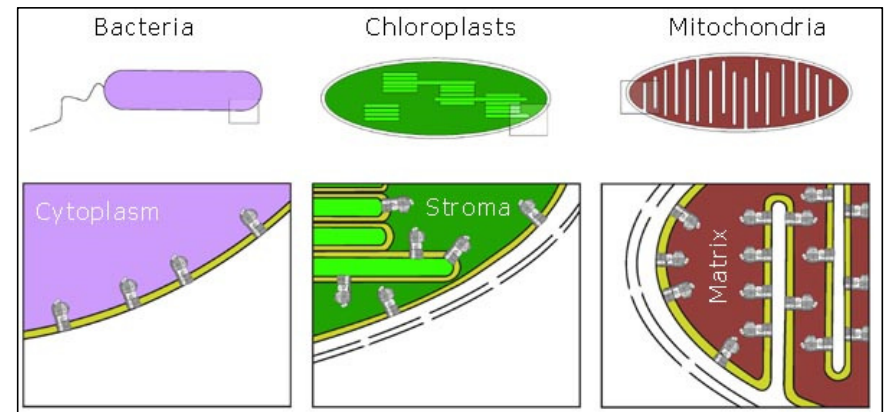 Bacteria
Chloroplasts
Mitochondria
Cytoplasm
Stroma
Matrix